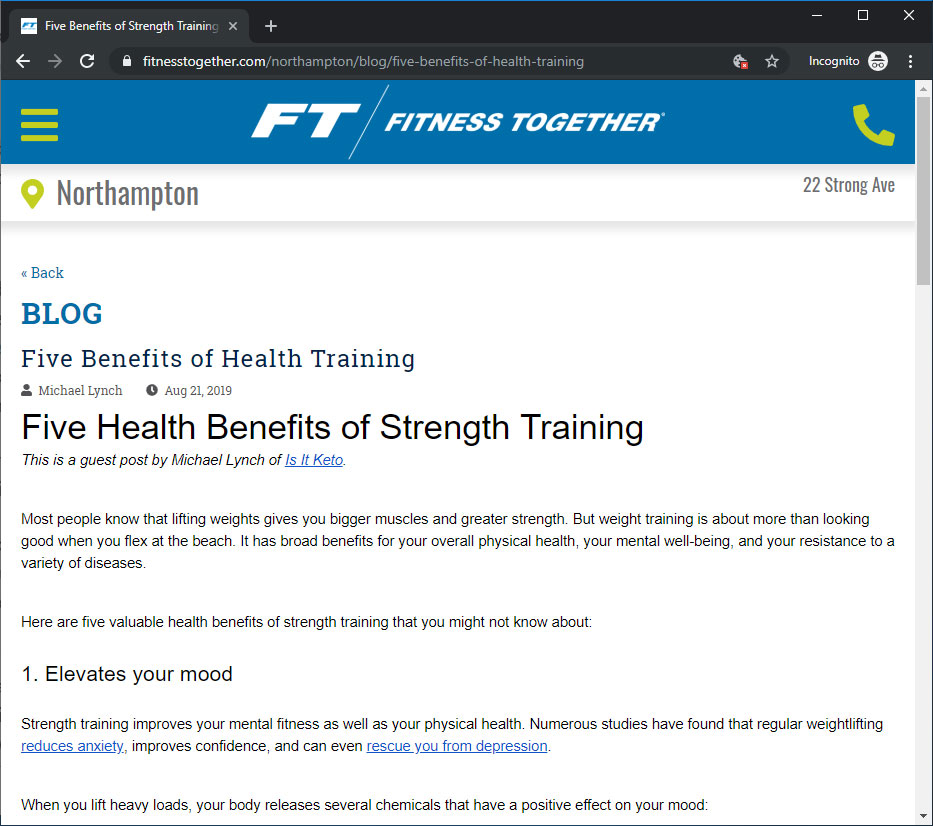 FT Five Benefits of Strength Training
fitnesstogether.com/northampton/blog/five-benefits-of-health-training
Incognito
FT FITNESS TOGETHER®
Northampton
22 Strong Ave
« Back
BLOG
Five Benefits of Health Training
Michael Lynch Aug 21, 2019
Five Health Benefits of Strength Training
This is a guest post by Michael Lynch of Is It Keto.
Most people know that lifting weights gives you bigger muscles and greater strength. But weight training is about more than looking
good when you flex at the beach. It has broad benefits for your overall physical health, your mental well-being, and your resistance to a
variety of diseases.
Here are five valuable health benefits of strength training that you might not know about:
1. Elevates your mood
Strength training improves your mental fitness as well as your physical health. Numerous studies have found that regular weightlifting
reduces anxiety, improves confidence, and can even rescue you from depression.
When you lift heavy loads, your body releases several chemicals that have a positive effect on your mood: